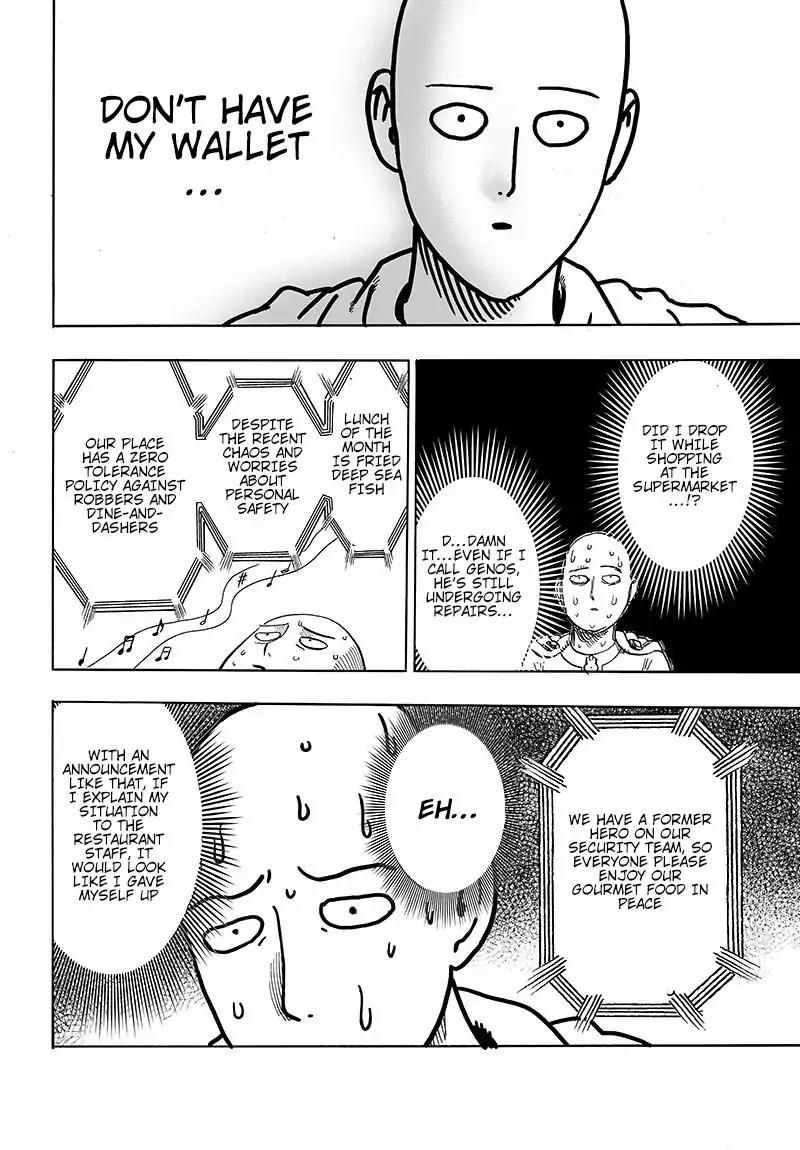 DON'T HAVE
MY WALLET
...
DID I DROP
IT WHILE
SHOPPING
AT THE
SUPERMARKET
...!?
D...DAMN
IT...EVEN IF I
CALL GENOS,
HE'S STILL
UNDERGOING
REPAIRS...
LUNCH
OF THE
MONTH
IS FRIED
DEEP SEA
FISH
DESPITE
THE RECENT
CHAOS AND
WORRIES
ABOUT
PERSONAL
SAFETY
OUR PLACE
HAS A ZERO
TOLERANCE
POLICY AGAINST
ROBBERS AND
DINE-AND-
DASHERS
WE HAVE A FORMER
HERO ON OUR
SECURITY TEAM, SO
EVERYONE PLEASE
ENJOY OUR
GOURMET FOOD IN
PEACE
EH...
WITH AN
ANNOUNCEMENT
LIKE THAT, IF
I EXPLAIN MY
SITUATION
TO THE
RESTAURANT
STAFF, IT
WOULD LOOK
LIKE I GAVE
MYSELF UP